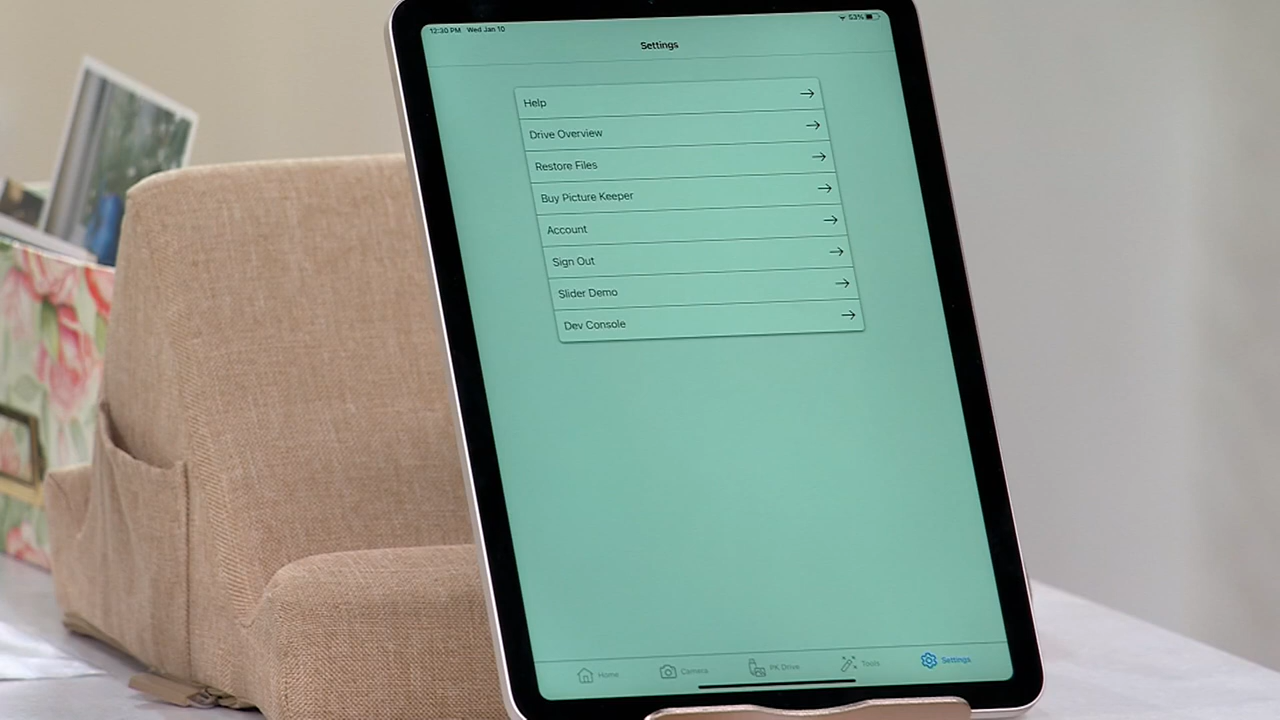 12:30 PM Wed Jan 10
53%
Settings
Help
Drive Overview
Restore Files
Buy Picture Keeper
Account
Sign Out
Slider Demo
Dev Console
Home
Camera
PK Drive
Tools
Settings